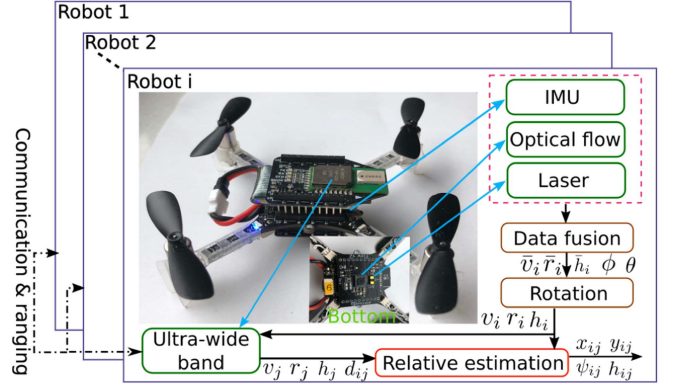 Robot 1
Robot 2
Robot i
IMU
Optical flow
Laser
Data fusion
v̄ᵢ r̄ᵢ h̄ᵢ ϕ θ
Rotation
vᵢ rᵢ hᵢ
Bottom
6
Communication & ranging
Ultra-wide
band
vⱼ rⱼ hⱼ dᵢⱼ
Relative estimation
xᵢⱼ yᵢⱼ
ψᵢⱼ hᵢⱼ